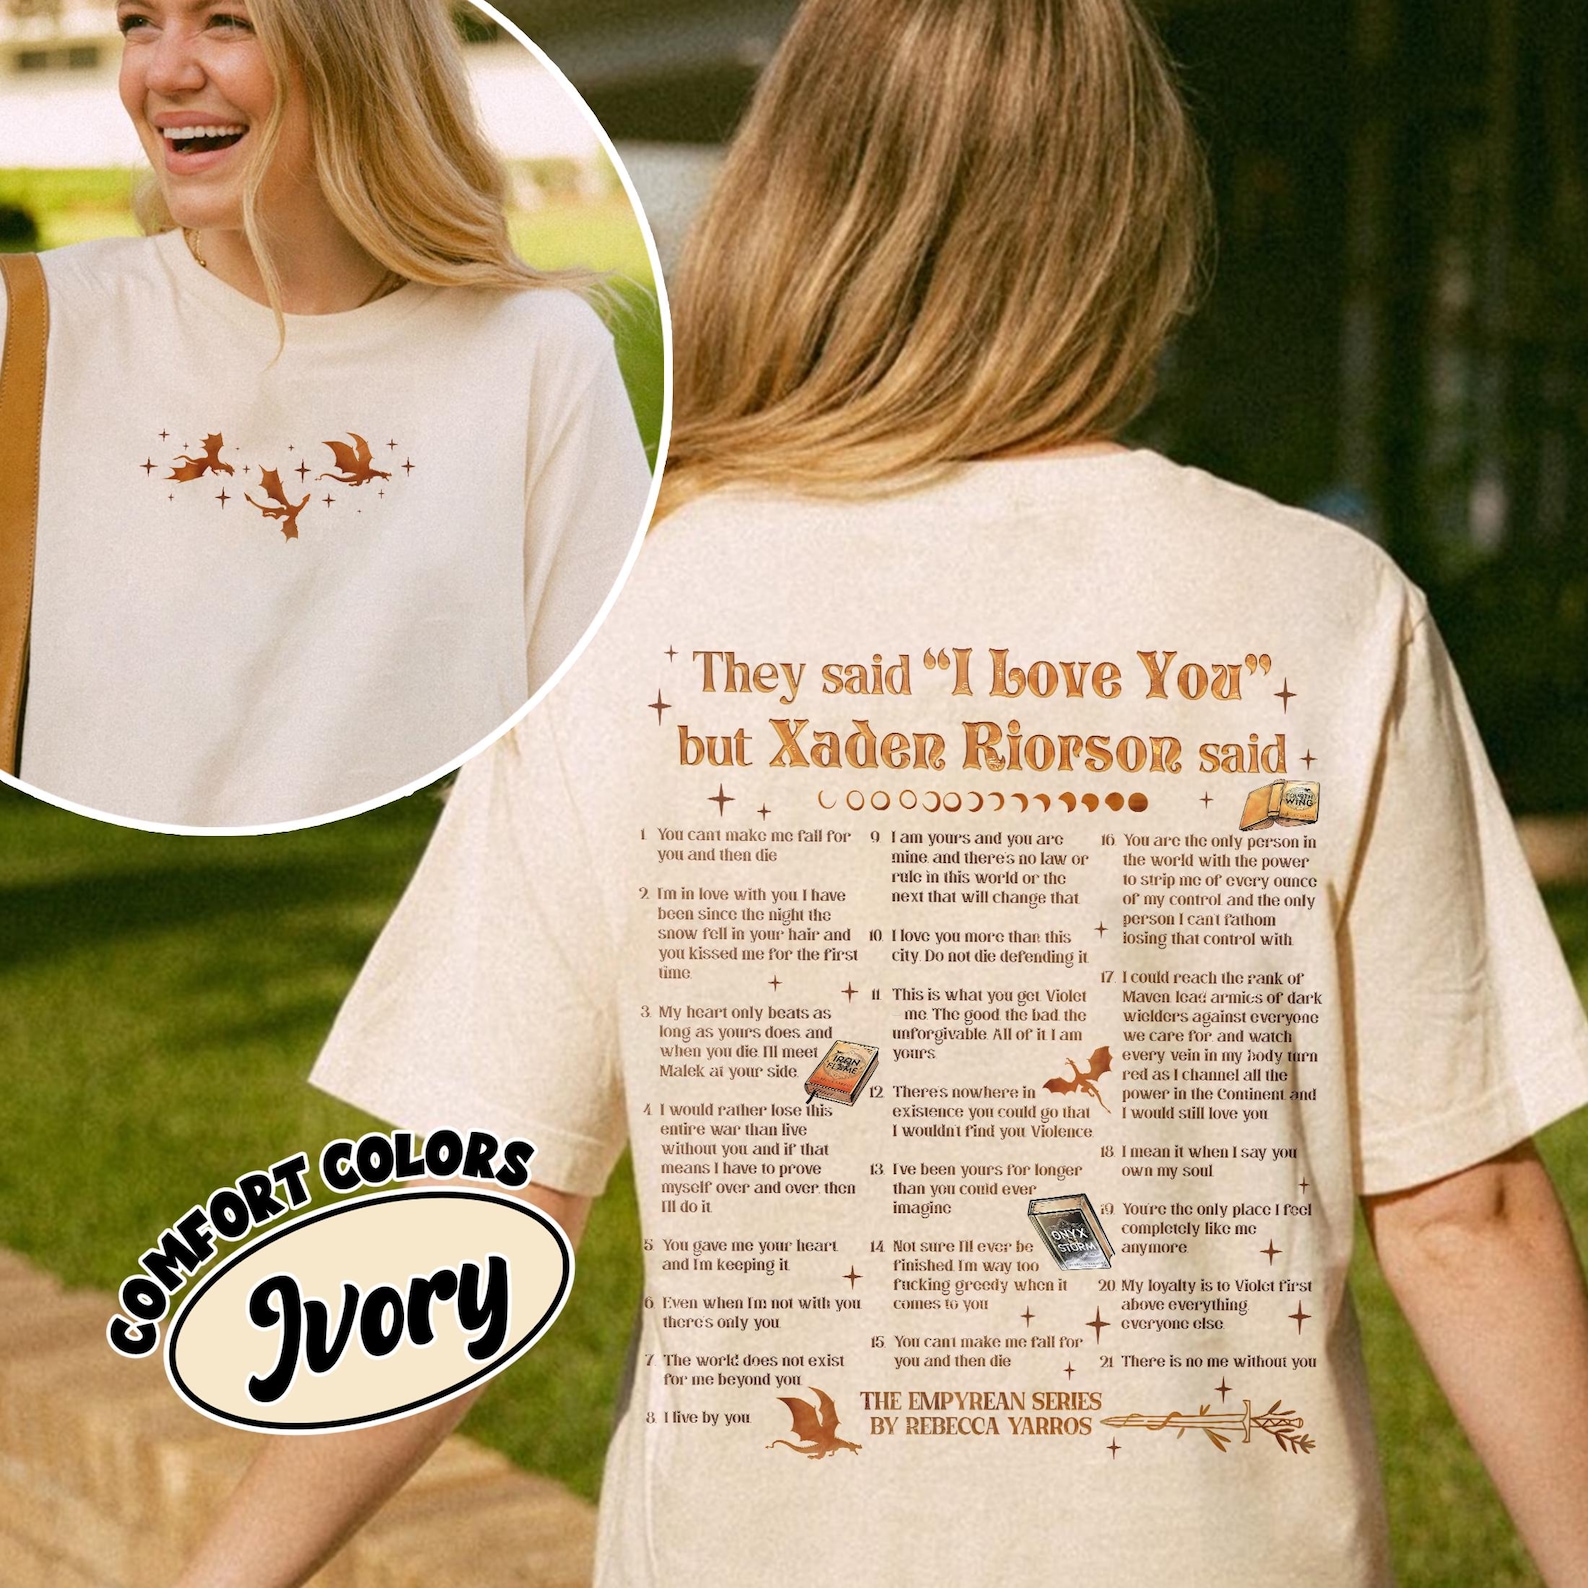 They said “I Love You”
but Xaden Riorson said
FOURTH
WING
1. You cant make me fall for
you and then die
2. Im in love with you I have
been since the night the
snow fell in your hair and
you kissed me for the first
time.
3. My heart only beats as
long as yours does and
when you die I'll meet
Malek at your side.
4. I would rather lose this
entire war than live
without you and if that
means I have to prove
myself over and over, then
I'll do it
5. You gave me your heart
and I'm keeping it
6. Even when I'm not with you
there's only you.
7. The world does not exist
for me beyond you
8. I live by you.
9. I am yours and you are
mine. and there's no law or
rule in this world or the
next that will change that
10. I love you more than this
city. Do not die defending it
11. This is what you get Violet
me. The good the bad the
unforgivable. All of it I am
yours
12. There's nowhere in
existence you could go that
I wouldn't find you Violence
13. I've been yours for longer
than you could ever
imagine
14. Not sure I'll ever be
finished. I'm way too
fucking greedy when it
comes to you
15. You cant make me fall for
you and then die
16. You are the only person in
the world with the power
to strip me of every ounce
of my control and the only
person I cant fathom
losing that control with.
17. I could reach the rank of
Maven lead armies of dark
wielders against everyone
we care for and watch
every vein in my body turn
red as I channel all the
power in the Continent and
I would still love you
18. I mean it when I say you
own my soul
19. You're the only place I feel
completely like me
anymore.
20. My loyalty is to Violet first
above everything
everyone else.
21. There is no me without you
IRON
FLAME
ONYX
STORM
THE EMPYREAN SERIES
BY REBECCA YARROS
COMFORT COLORS
Ivory